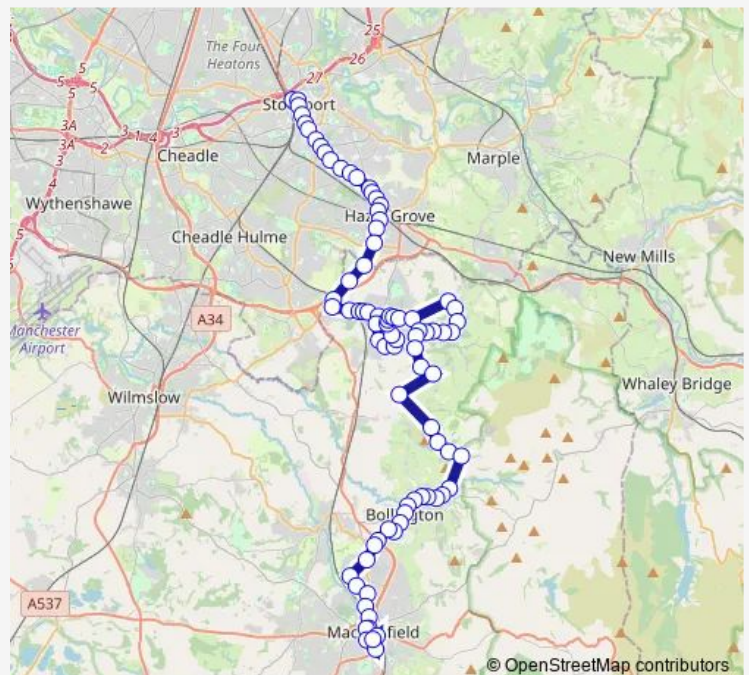 The Four
Heatons
25
26
27
Stockport
5
5
5
3A
3A
3
1
4
3
2
3
4
Cheadle
Marple
Wythenshawe
5
Hazel Grove
Cheadle Hulme
New Mills
A34
Manchester
Airport
Wilmslow
Whaley Bridge
Bollington
A537
Macclesfield
© OpenStreetMap contributors